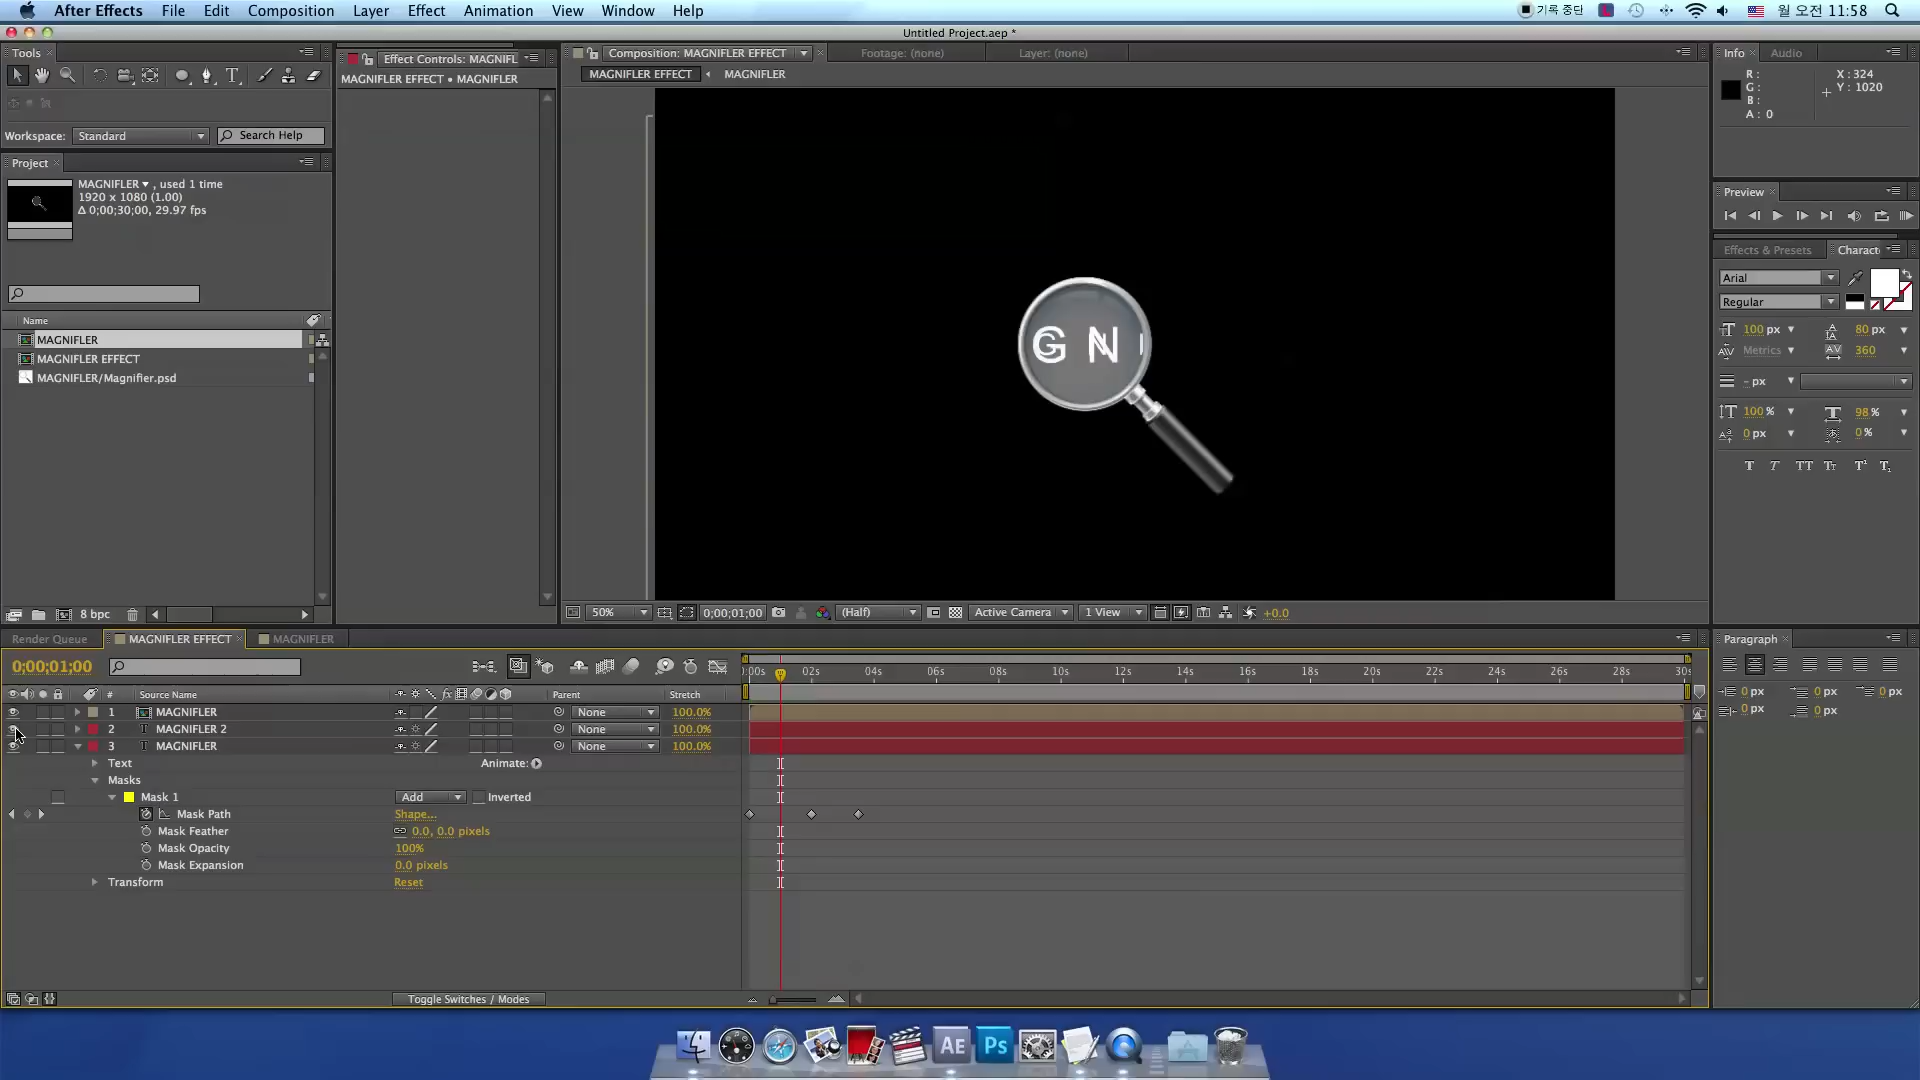 After Effects File Edit Composition Layer Effect Animation View Window Help 기록 중단 월 오전 11:58
Untitled Project.aep *
Tools
Effect Controls: MAGNIFL
Composition: MAGNIFLER EFFECT
Footage: (none)
Layer: (none)
Info
Audio
MAGNIFLER EFFECT • MAGNIFLER
MAGNIFLER EFFECT
MAGNIFLER
R :
G :
B :
A : 0
X : 324
Y : 1020
Workspace: Standard
Search Help
Project
MAGNIFLER ▾ , used 1 time
1920 x 1080 (1.00)
Δ 0;00;30;00, 29.97 fps
Preview
Effects & Presets
Charact
Arial
Regular
100 px
80 px
Metrics
360
- px
100 %
98 %
0 px
0 %
T T TT Tr T¹ T₁
Name
MAGNIFLER
MAGNIFLER EFFECT
MAGNIFLER/Magnifier.psd
G N
8 bpc
50%
0;00;01;00
(Half)
Active Camera
1 View
+0.0
Render Queue
MAGNIFLER EFFECT
MAGNIFLER
Paragraph
0;00;01;00
:00s 02s 04s 06s 08s 10s 12s 14s 16s 18s 20s 22s 24s 26s 28s 30s
# Source Name
Parent
Stretch
1 MAGNIFLER None 100.0%
2 MAGNIFLER 2 None 100.0%
3 MAGNIFLER None 100.0%
0 px 0 px 0 px
0 px 0 px
Text Animate:
Masks
Mask 1 Add Inverted
Mask Path Shape...
Mask Feather 0.0, 0.0 pixels
Mask Opacity 100%
Mask Expansion 0.0 pixels
Transform Reset
Toggle Switches / Modes
AE
Ps